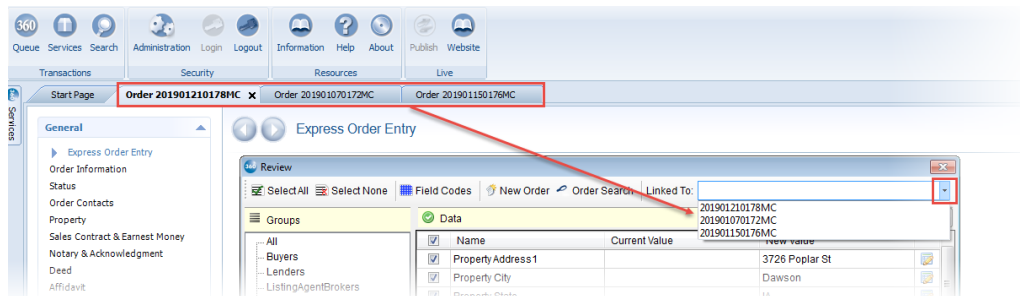 360
Queue Services Search Administration Login Logout Information Help About Publish Website
Transactions Security Resources Live
Start Page Order 201901210178MC X Order 201901070172MC Order 201901150176MC
Services
General
Express Order Entry
Express Order Entry
Order Information
Status
Order Contacts
Property
Sales Contract & Earnest Money
Notary & Acknowledgment
Deed
Affidavit
360 Review
Select All Select None Field Codes New Order Order Search Linked To:
201901210178MC
201901070172MC
201901150176MC
Groups
All
Buyers
Lenders
ListingAgentBrokers
Data
Name Current Value New Value
Property Address1 3726 Poplar St
Property City Dawson
Property State